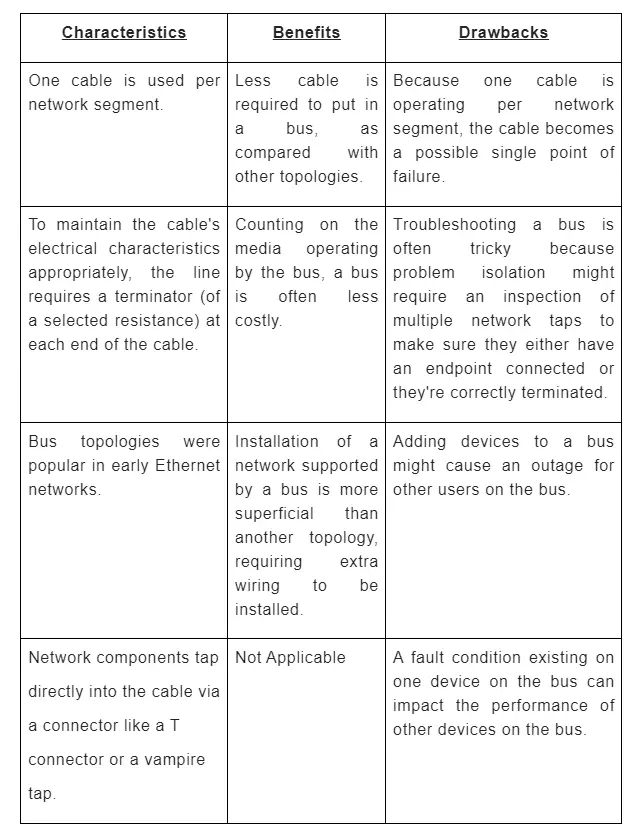 Characteristics
Benefits
Drawbacks
One cable is used per
network segment.
Less cable is
required to put in
a bus, as
compared with
other topologies.
Because one cable is
operating per network
segment, the cable becomes
a possible single point of
failure.
To maintain the cable's
electrical characteristics
appropriately, the line
requires a terminator (of
a selected resistance) at
each end of the cable.
Counting on the
media operating
by the bus, a bus
is often less
costly.
Troubleshooting a bus is
often tricky because
problem isolation might
require an inspection of
multiple network taps to
make sure they either have
an endpoint connected or
they're correctly terminated.
Bus topologies were
popular in early Ethernet
networks.
Installation of a
network supported
by a bus is more
superficial than
another topology,
requiring extra
wiring to be
installed.
Adding devices to a bus
might cause an outage for
other users on the bus.
Network components tap
directly into the cable via
a connector like a T
connector or a vampire
tap.
Not Applicable
A fault condition existing on
one device on the bus can
impact the performance of
other devices on the bus.